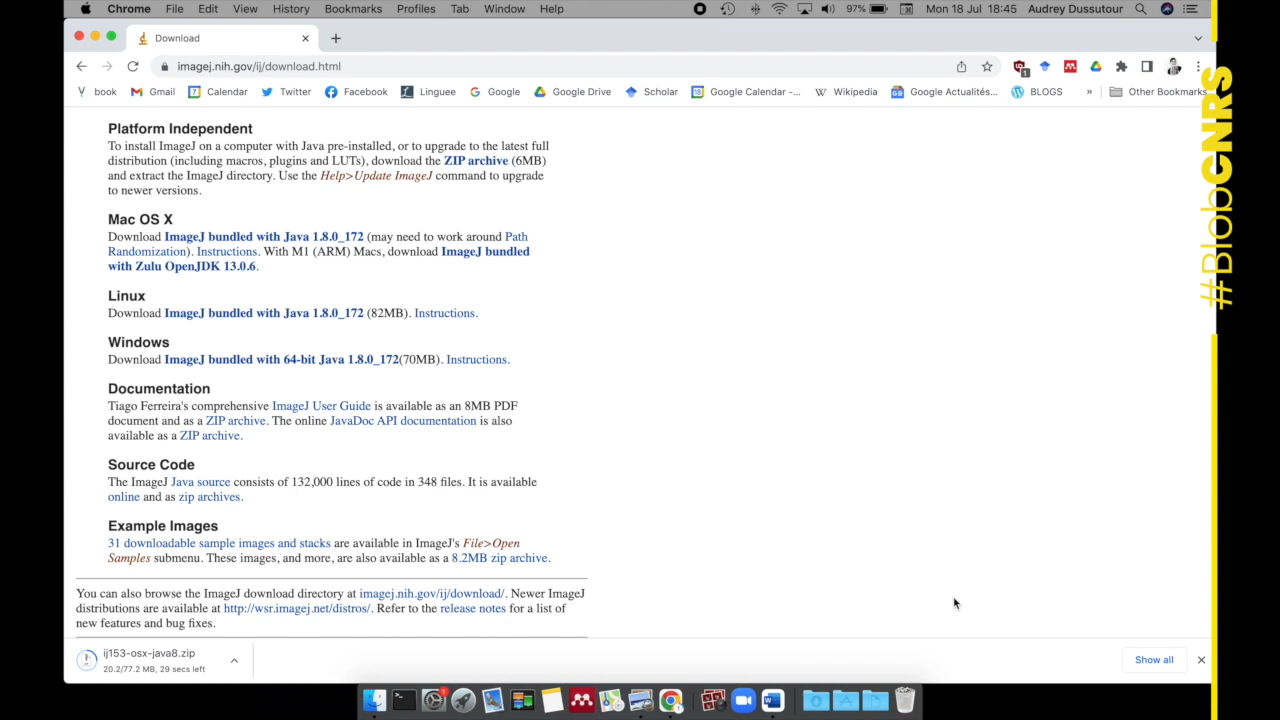 Chrome File Edit View History Bookmarks Profiles Tab Window Help 97% Mon 18 Jul 18:45 Audrey Dussutour
Download
imagej.nih.gov/ij/download.html
1
book Gmail Calendar Twitter Facebook Linguee Google Google Drive Scholar Google Calendar -... Wikipedia Google Actualités... BLOGS » Other Bookmarks
Platform Independent
To install ImageJ on a computer with Java pre-installed, or to upgrade to the latest full
distribution (including macros, plugins and LUTs), download the ZIP archive (6MB)
and extract the ImageJ directory. Use the Help>Update ImageJ command to upgrade
to newer versions.
Mac OS X
Download ImageJ bundled with Java 1.8.0_172 (may need to work around Path
Randomization). Instructions. With M1 (ARM) Macs, download ImageJ bundled
with Zulu OpenJDK 13.0.6.
Linux
Download ImageJ bundled with Java 1.8.0_172 (82MB). Instructions.
Windows
Download ImageJ bundled with 64-bit Java 1.8.0_172(70MB). Instructions.
Documentation
Tiago Ferreira's comprehensive ImageJ User Guide is available as an 8MB PDF
document and as a ZIP archive. The online JavaDoc API documentation is also
available as a ZIP archive.
Source Code
The ImageJ Java source consists of 132,000 lines of code in 348 files. It is available
online and as zip archives.
Example Images
31 downloadable sample images and stacks are available in ImageJ's File>Open
Samples submenu. These images, and more, are also available as a 8.2MB zip archive.
You can also browse the ImageJ download directory at imagej.nih.gov/ij/download/. Newer ImageJ
distributions are available at http://wsr.imagej.net/distros/. Refer to the release notes for a list of
new features and bug fixes.
ij153-osx-java8.zip
20.2/77.2 MB, 29 secs left
Show all
#BlobCNRS